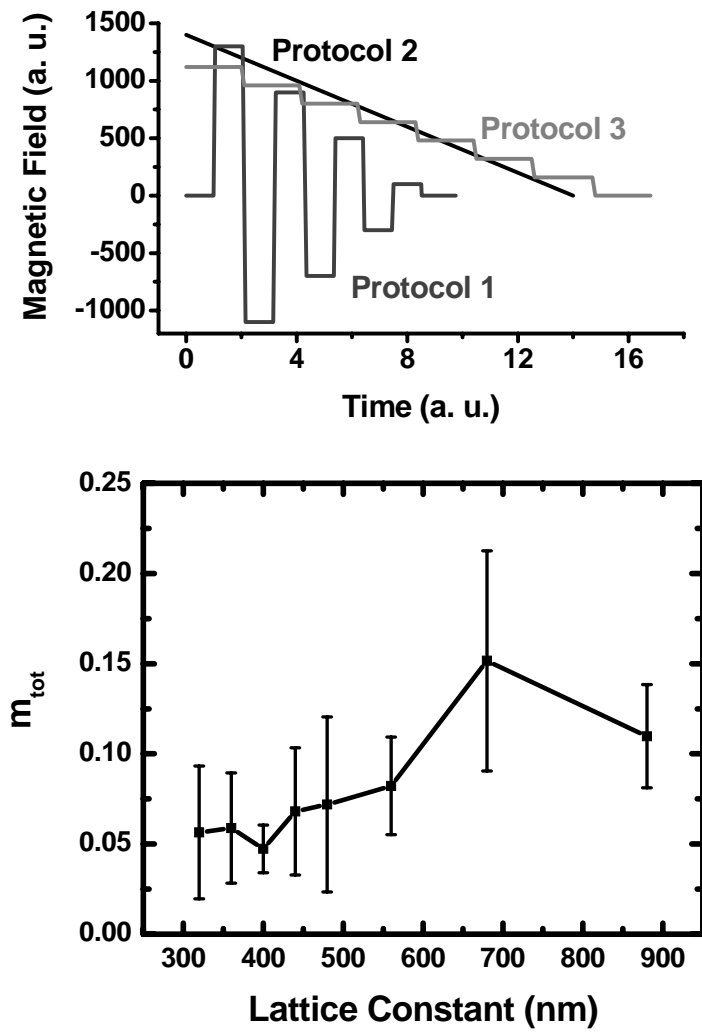 1500
1000
500
0
-500
-1000
Magnetic Field (a. u.)
Protocol 2
Protocol 3
Protocol 1
0 4 8 12 16
Time (a. u.)
0.25
0.20
0.15
0.10
0.05
0.00
m_tot
300 400 500 600 700 800 900
Lattice Constant (nm)